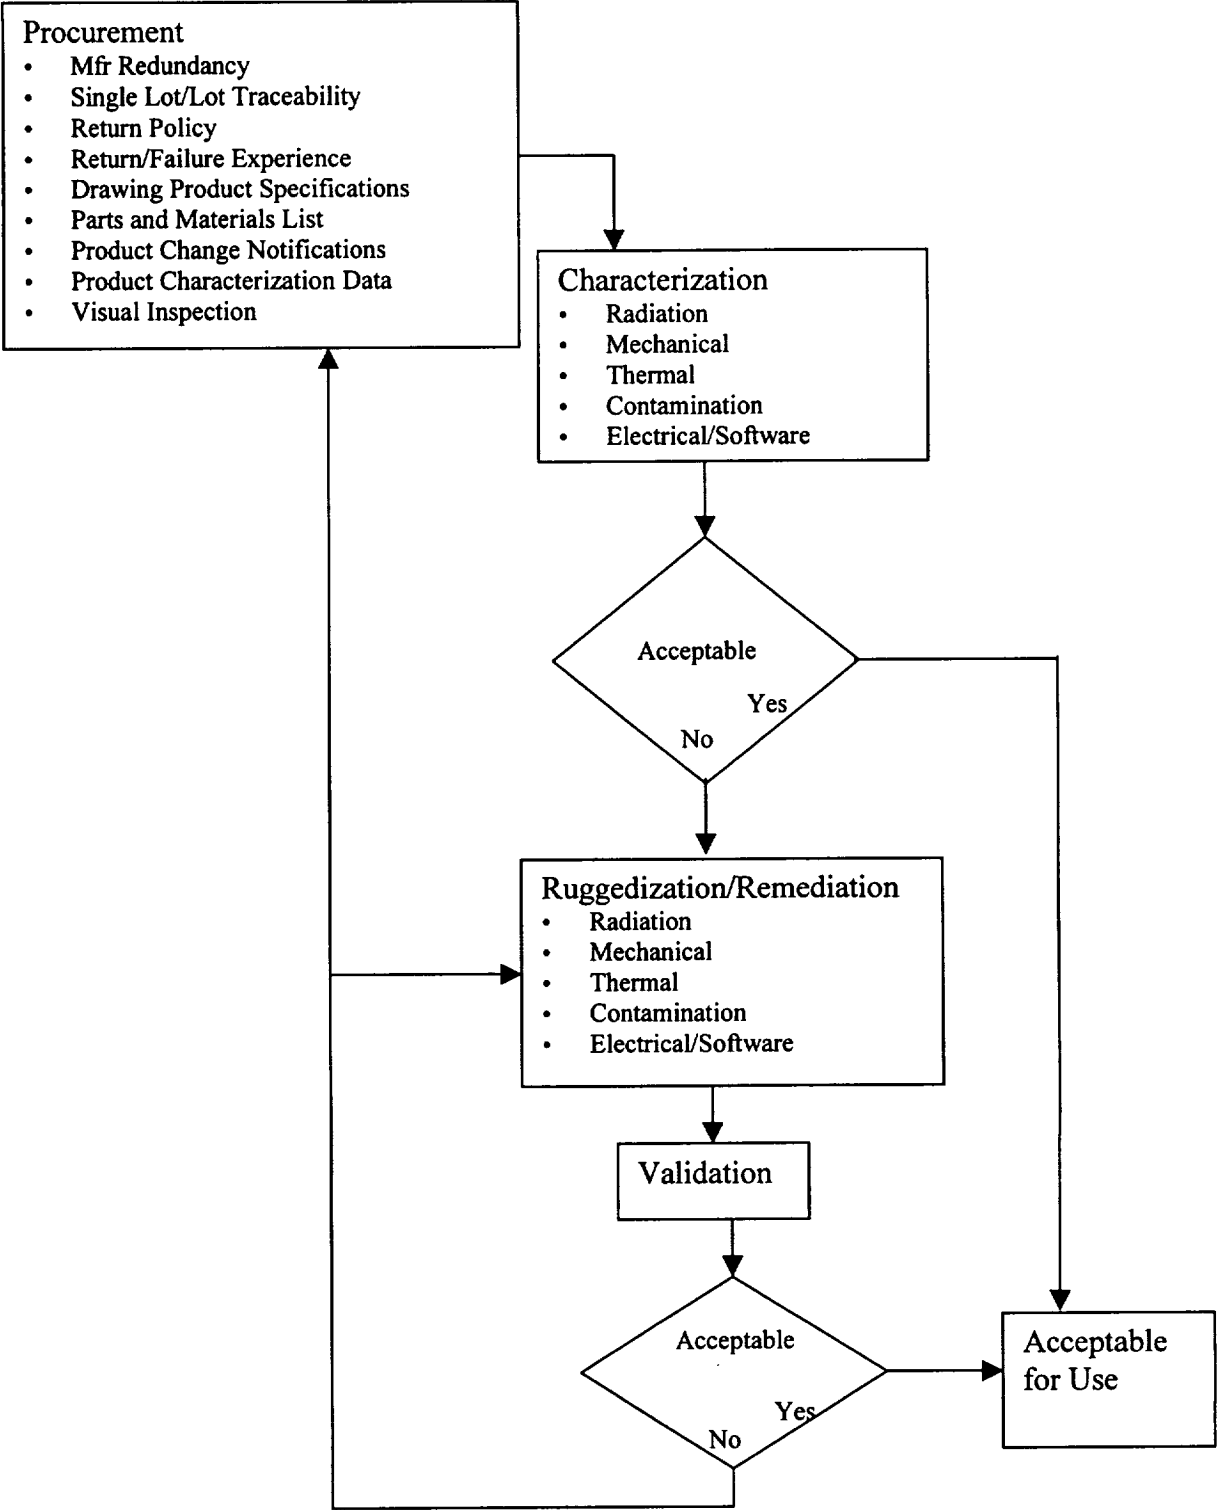 Procurement
• Mfr Redundancy
• Single Lot/Lot Traceability
• Return Policy
• Return/Failure Experience
• Drawing Product Specifications
• Parts and Materials List
• Product Change Notifications
• Product Characterization Data
• Visual Inspection
Characterization
• Radiation
• Mechanical
• Thermal
• Contamination
• Electrical/Software
Acceptable
Yes
No
Ruggedization/Remediation
• Radiation
• Mechanical
• Thermal
• Contamination
• Electrical/Software
Validation
Acceptable
Yes
No
Acceptable
for Use